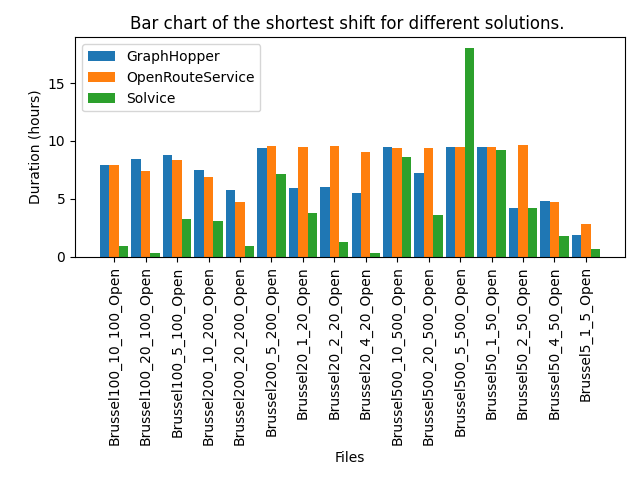 Bar chart of the shortest shift for different solutions.
GraphHopper
OpenRouteService
Solvice
Duration (hours)
15
10
5
0
Brussel100_10_100_Open
Brussel100_20_100_Open
Brussel100_5_100_Open
Brussel200_10_200_Open
Brussel200_20_200_Open
Brussel200_5_200_Open
Brussel20_1_20_Open
Brussel20_2_20_Open
Brussel20_4_20_Open
Brussel500_10_500_Open
Brussel500_20_500_Open
Brussel500_5_500_Open
Brussel50_1_50_Open
Brussel50_2_50_Open
Brussel50_4_50_Open
Brussel5_1_5_Open
Files